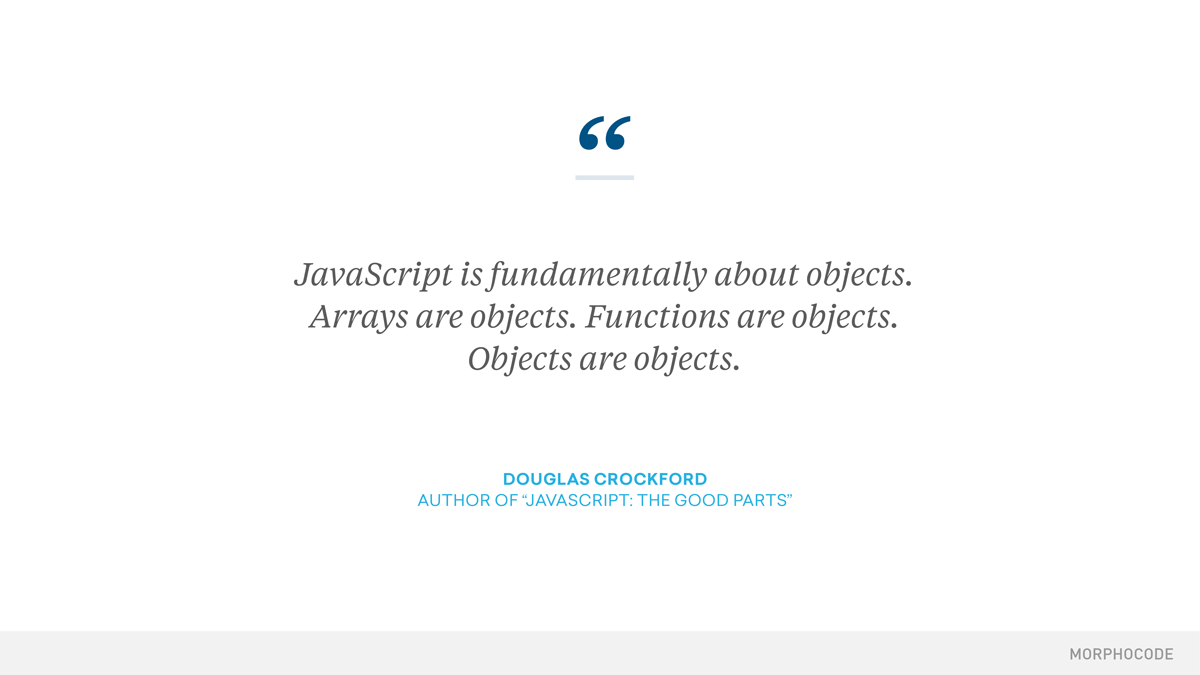 “
JavaScript is fundamentally about objects.
Arrays are objects. Functions are objects.
Objects are objects.
DOUGLAS CROCKFORD
AUTHOR OF “JAVASCRIPT: THE GOOD PARTS”
MORPHOCODE